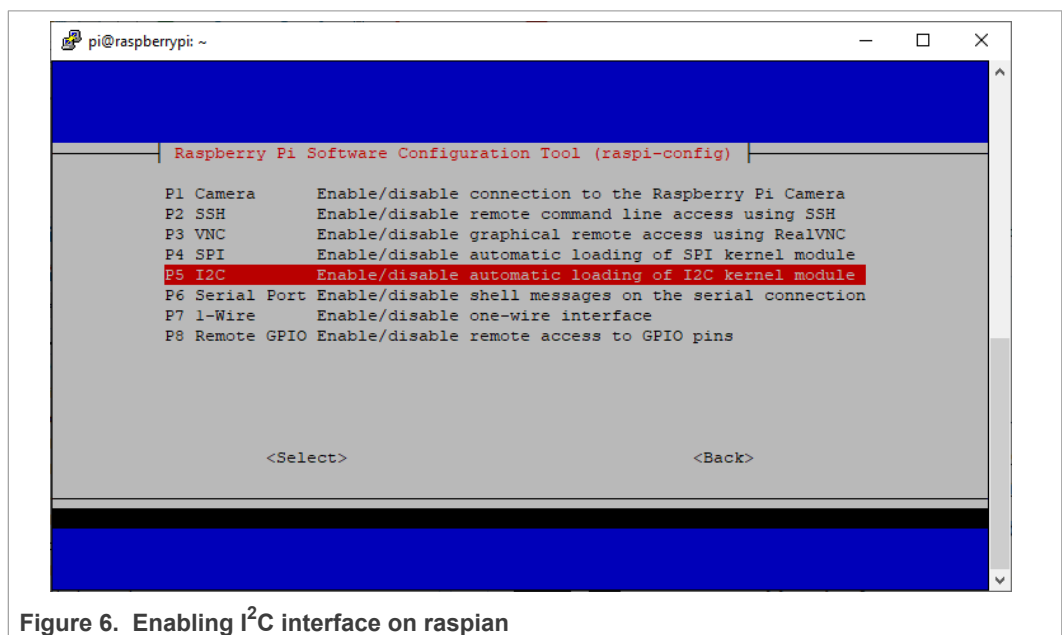 pi@raspberrypi: ~
Raspberry Pi Software Configuration Tool (raspi-config)
P1 Camera Enable/disable connection to the Raspberry Pi Camera
P2 SSH Enable/disable remote command line access using SSH
P3 VNC Enable/disable graphical remote access using RealVNC
P4 SPI Enable/disable automatic loading of SPI kernel module
P5 I2C Enable/disable automatic loading of I2C kernel module
P6 Serial Port Enable/disable shell messages on the serial connection
P7 1-Wire Enable/disable one-wire interface
P8 Remote GPIO Enable/disable remote access to GPIO pins
<Select> <Back>
Figure 6. Enabling I²C interface on raspian